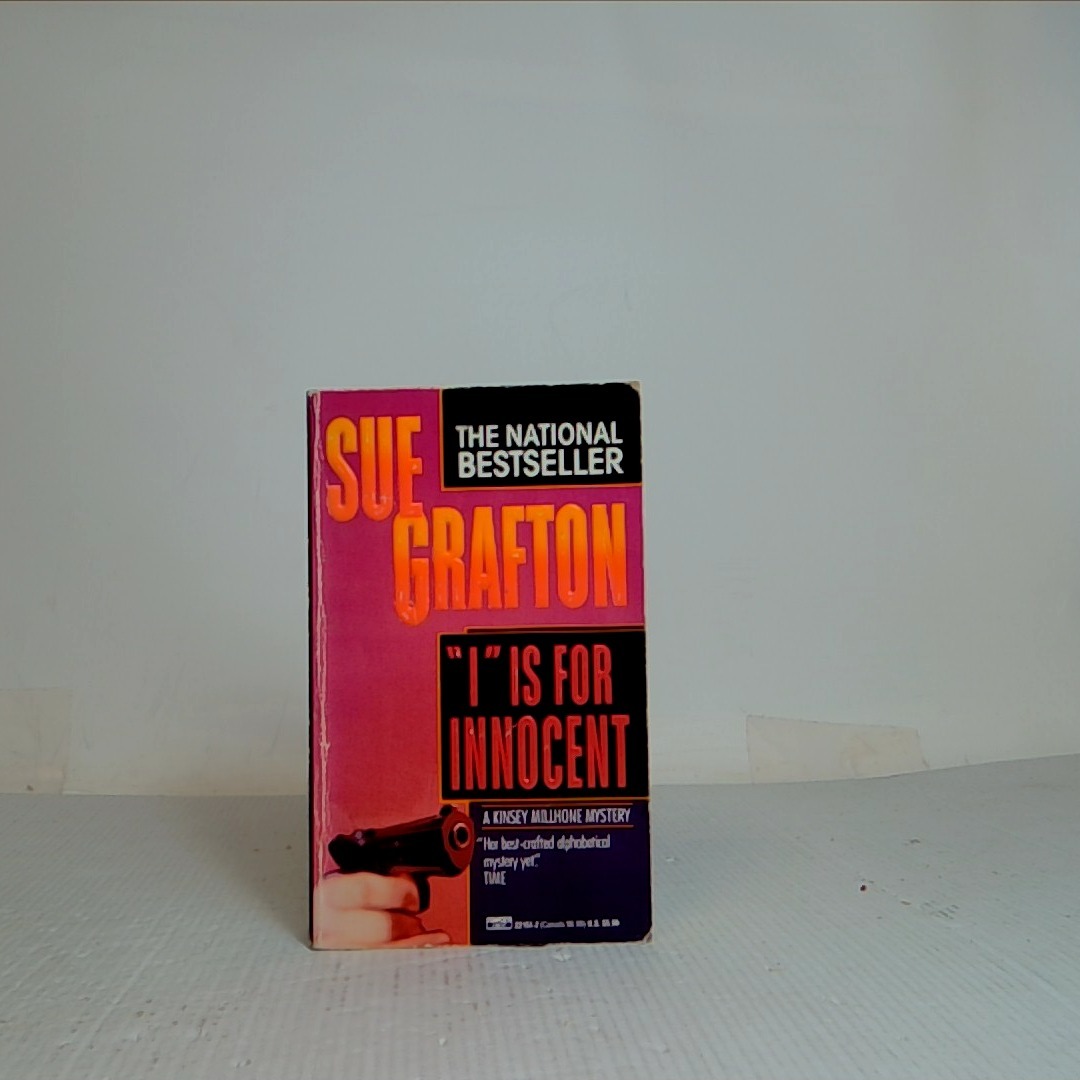 SUE
GRAFTON
THE NATIONAL
BESTSELLER
"I" IS FOR
INNOCENT
A KINSEY MILLHONE MYSTERY
"Her best-crafted alphabetical
mystery yet."
TIME